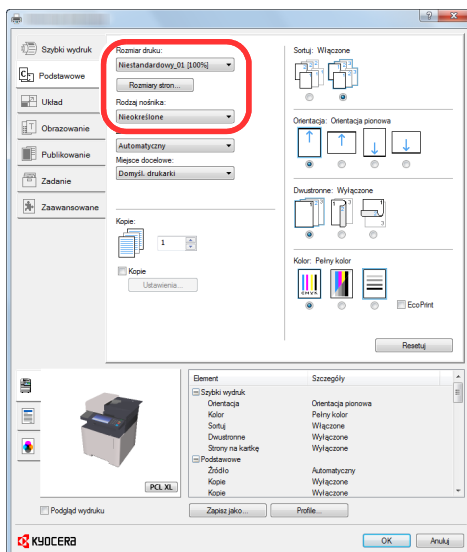 Szybki wydruk
Podstawowe
Układ
Obrazowanie
Publikowanie
Zadanie
Zaawansowane
Rozmiar druku:
Niestandardowy_01 [100%]
Rozmiary stron...
Rodzaj nośnika:
Nieokreślone
Automatyczny
Miejsce docelowe:
Domyśl. drukarki
Kopie:
1
Kopie
Ustawienia...
Sortuj: Włączone
Orientacja: Orientacja pionowa
Dwustronne: Wyłączone
Kolor: Pełny kolor
CMYK
EcoPrint
Resetuj
PCL XL
Podgląd wydruku
Element Szczegóły
Szybki wydruk
Orientacja Orientacja pionowa
Kolor Pełny kolor
Sortuj Włączone
Dwustronne Wyłączone
Strony na kartkę Wyłączone
Podstawowe
Źródło Automatyczny
Kopie Wyłączone
Kopie Wyłączone
Zapisz jako... Profile...
KYOCERA
OK Anuluj